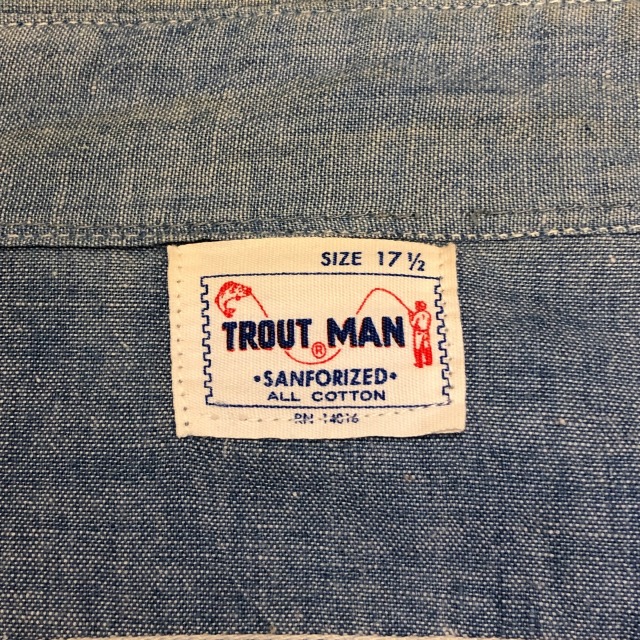 SIZE 17 ½
TROUT MAN
®
•SANFORIZED•
ALL COTTON
RN 14016